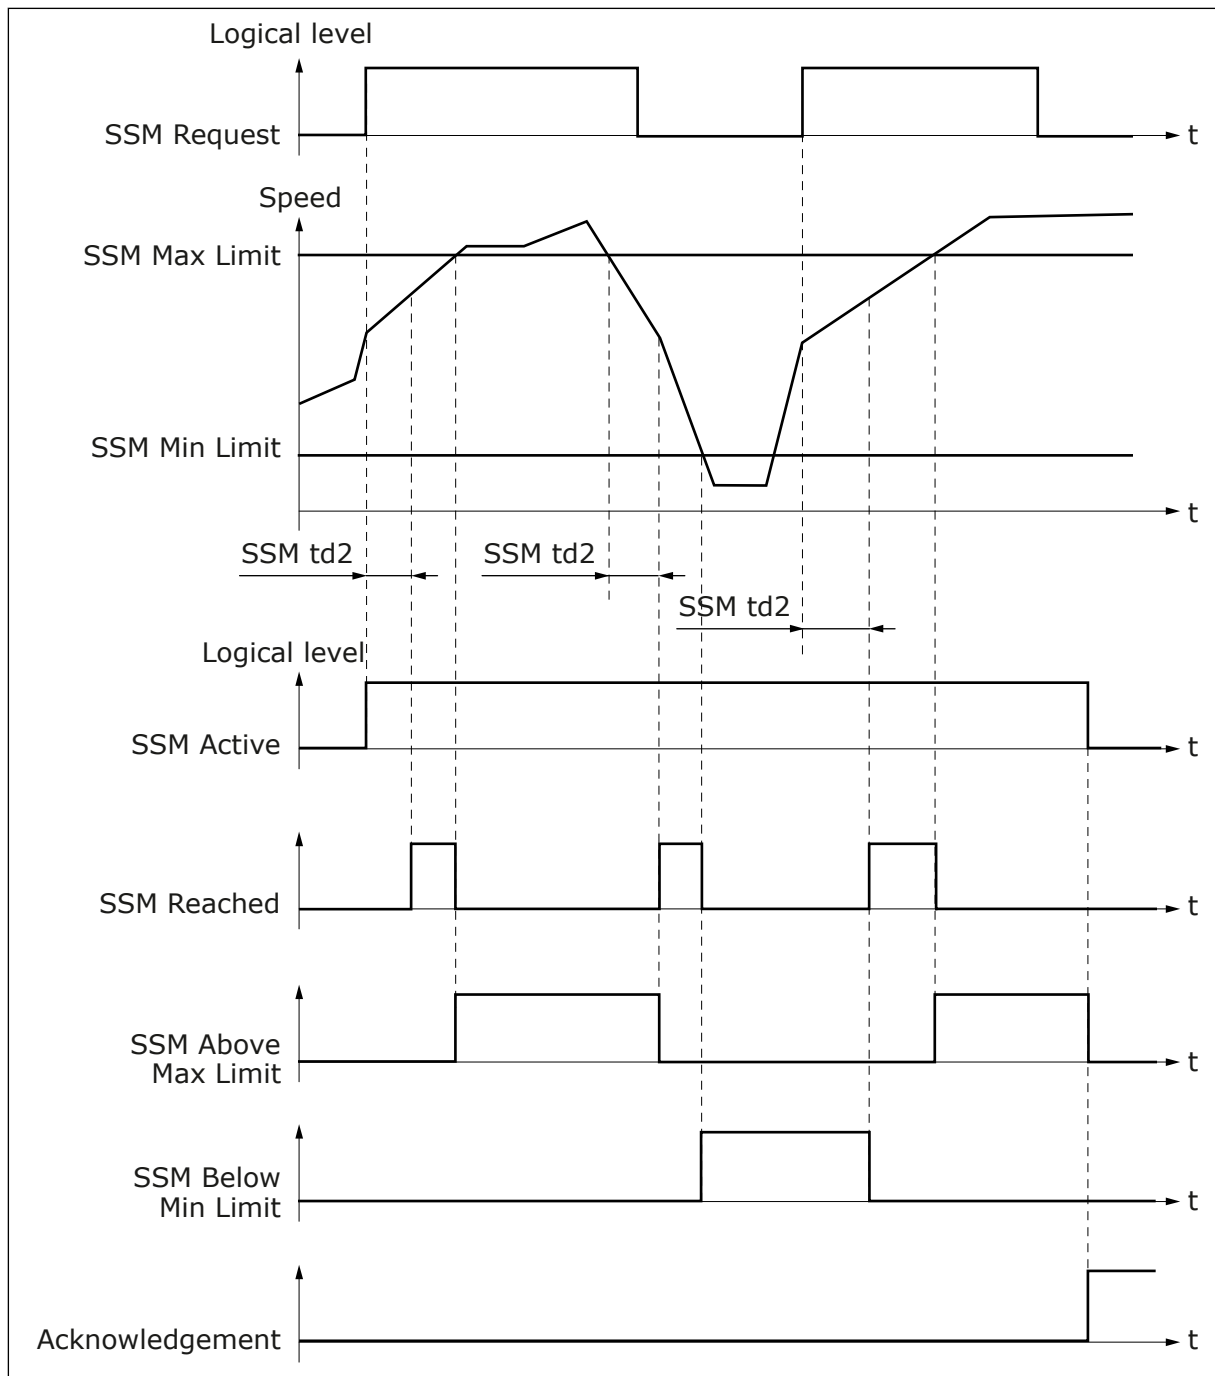 Logical level
SSM Request
t
Speed
SSM Max Limit
SSM Min Limit
t
SSM td2
SSM td2
SSM td2
Logical level
SSM Active
t
SSM Reached
t
SSM Above
Max Limit
t
SSM Below
Min Limit
t
Acknowledgement
t